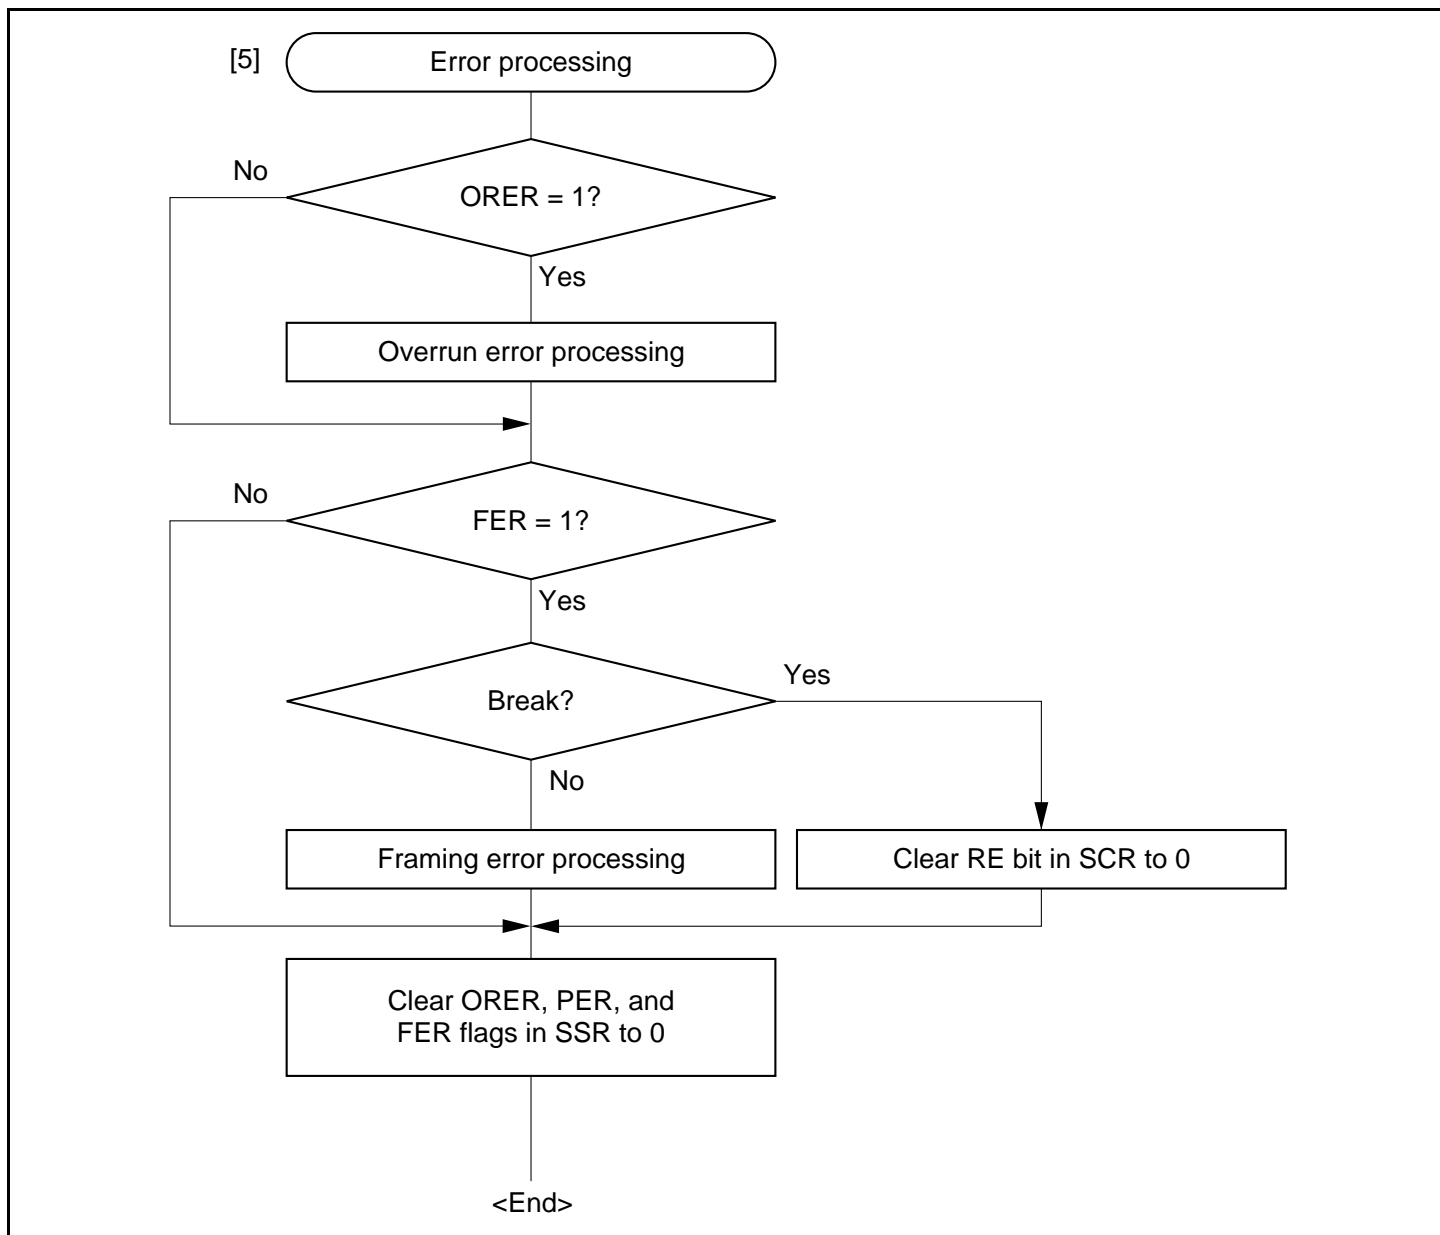 [5]
Error processing
No
ORER = 1?
Yes
Overrun error processing
No
FER = 1?
Yes
Break?
Yes
No
Framing error processing
Clear RE bit in SCR to 0
Clear ORER, PER, and
FER flags in SSR to 0
<End>